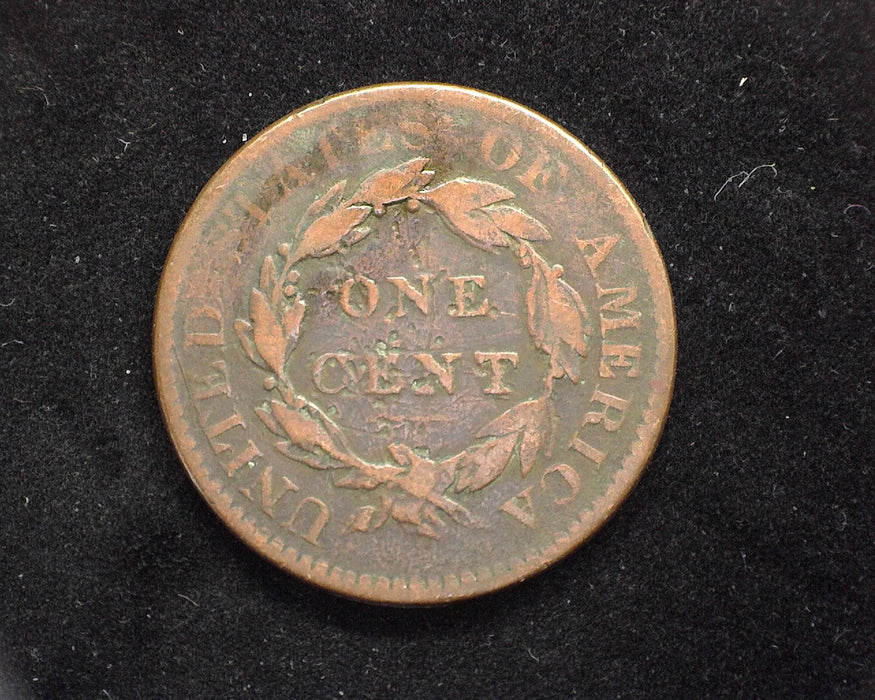 UNITED STATES OF AMERICA
ONE
CENT